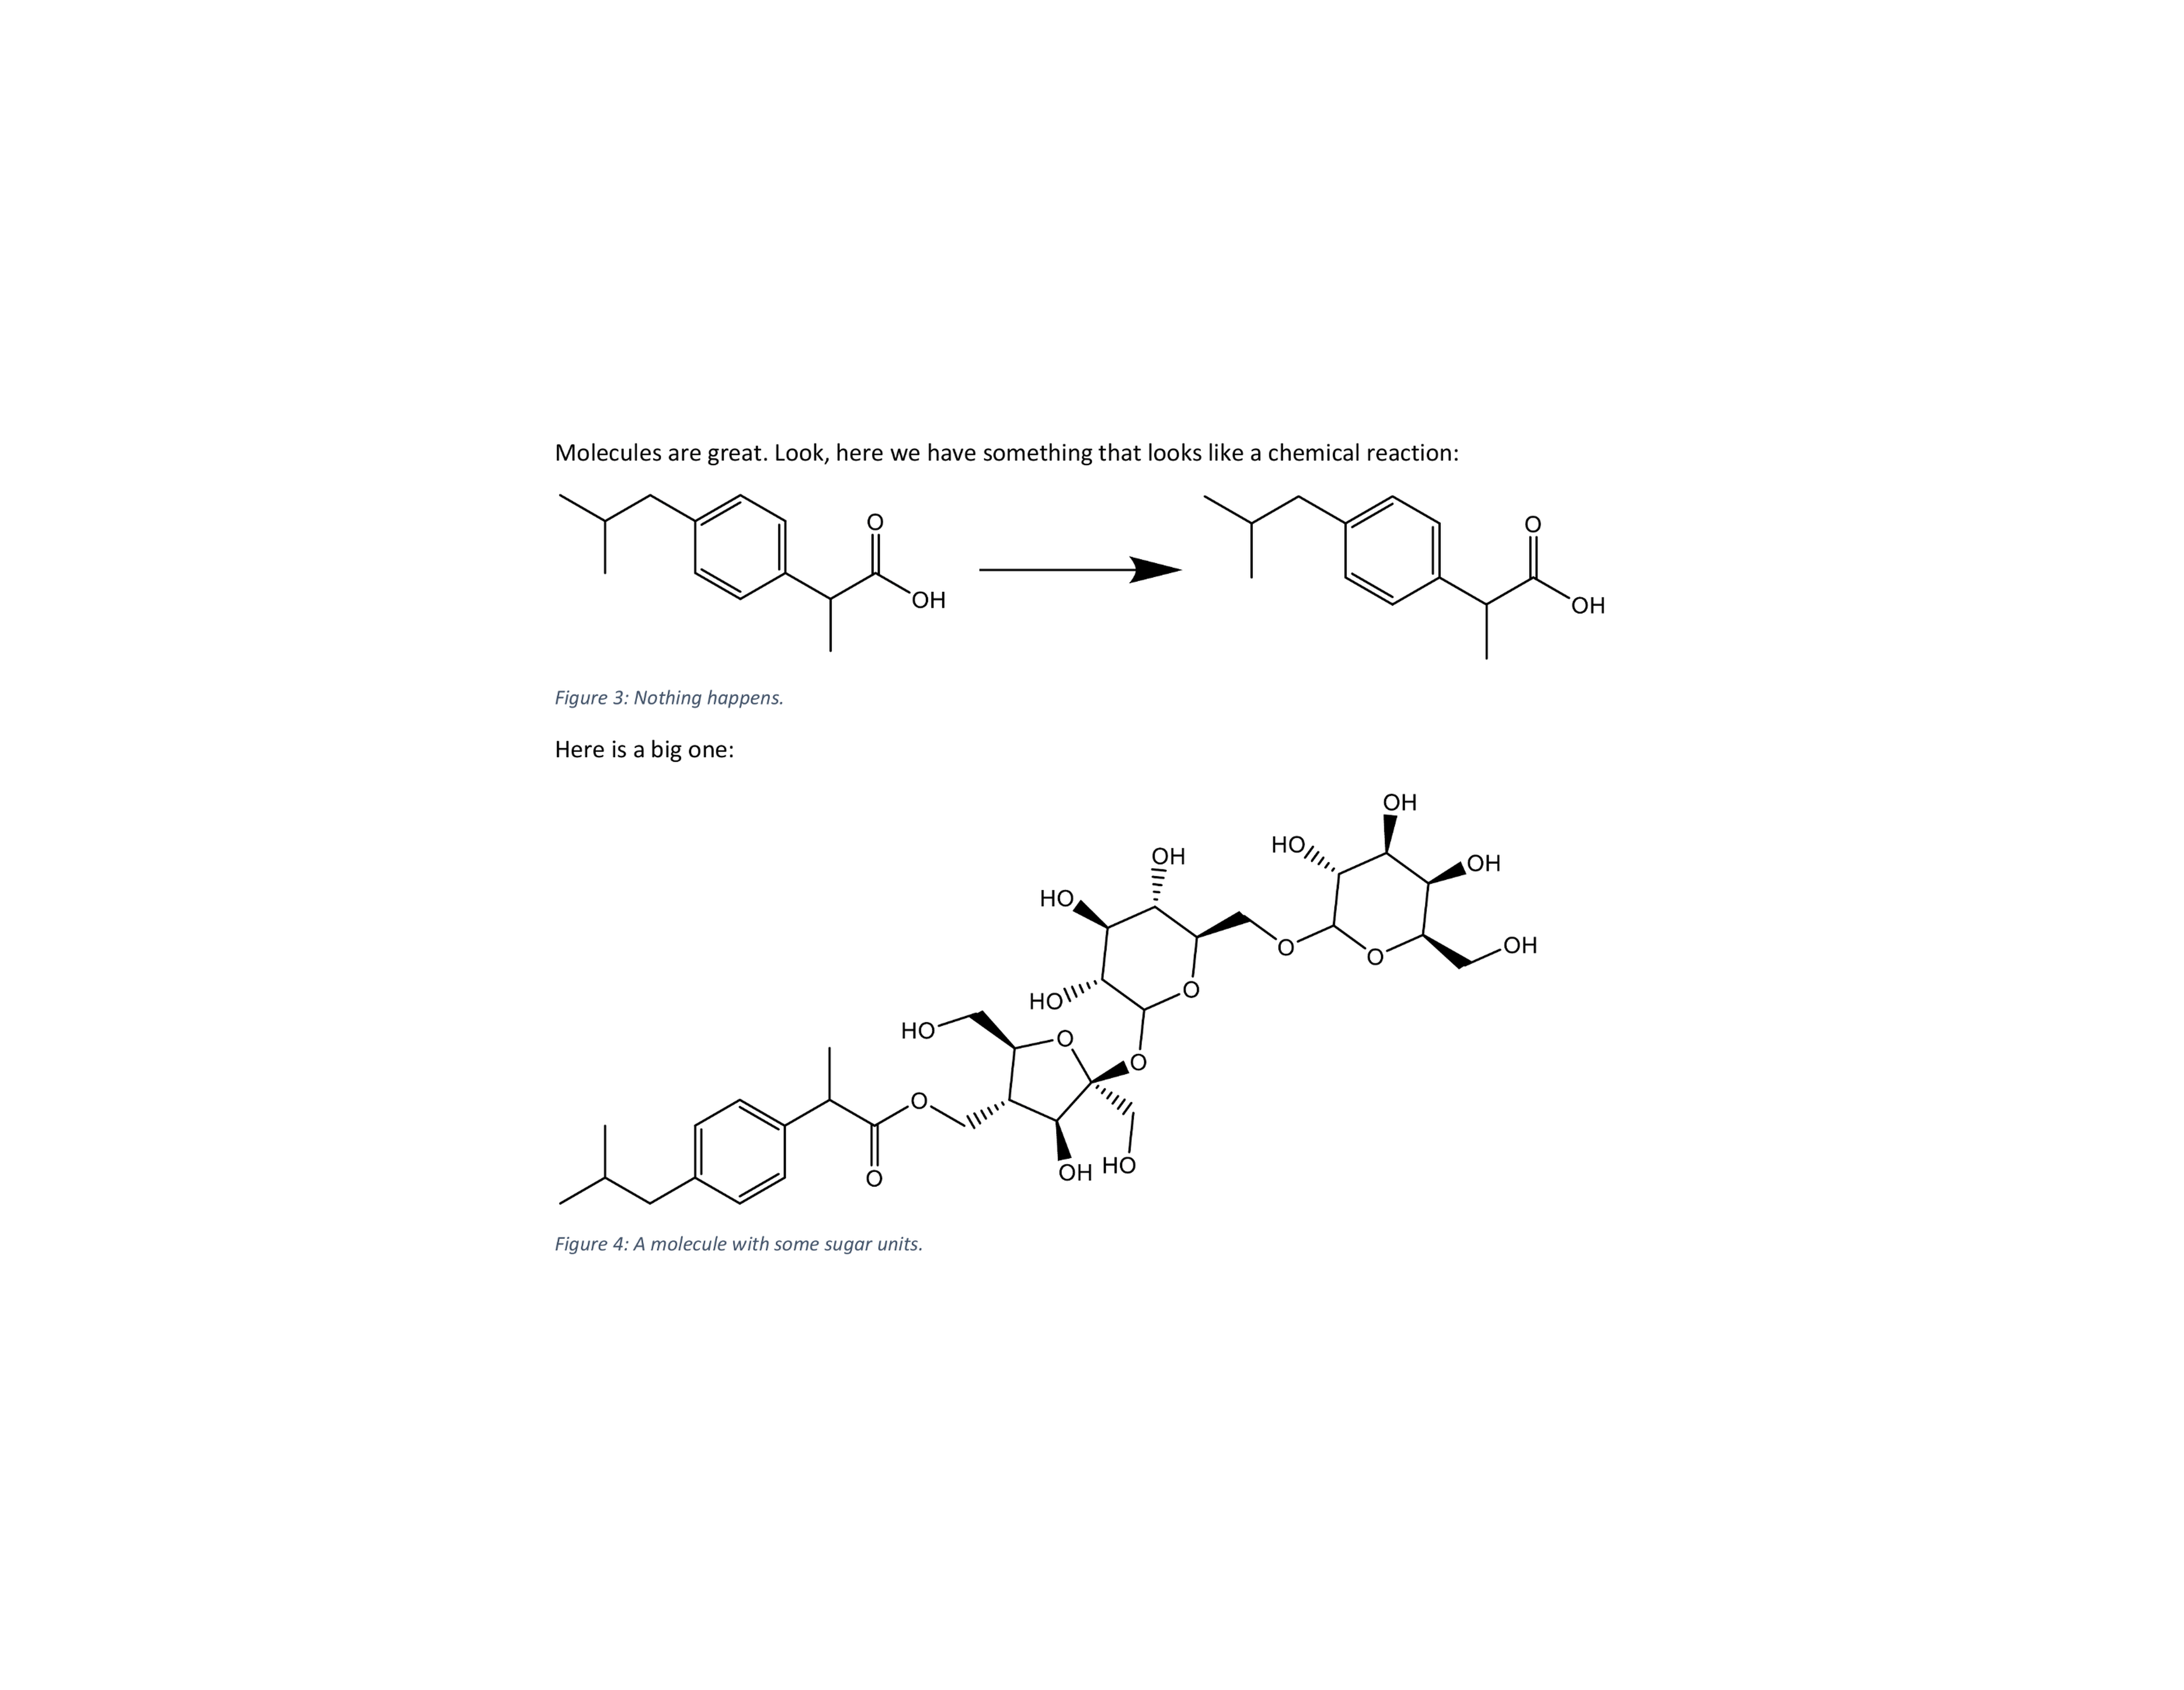 Molecules are great. Look, here we have something that looks like a chemical reaction:
O
O
OH
OH
Figure 3: Nothing happens.
Here is a big one:
OH
HO
OH
OH
HO
HO
OH
O
O
O
HO
HO
O
O
O
O
OH
HO
Figure 4: A molecule with some sugar units.